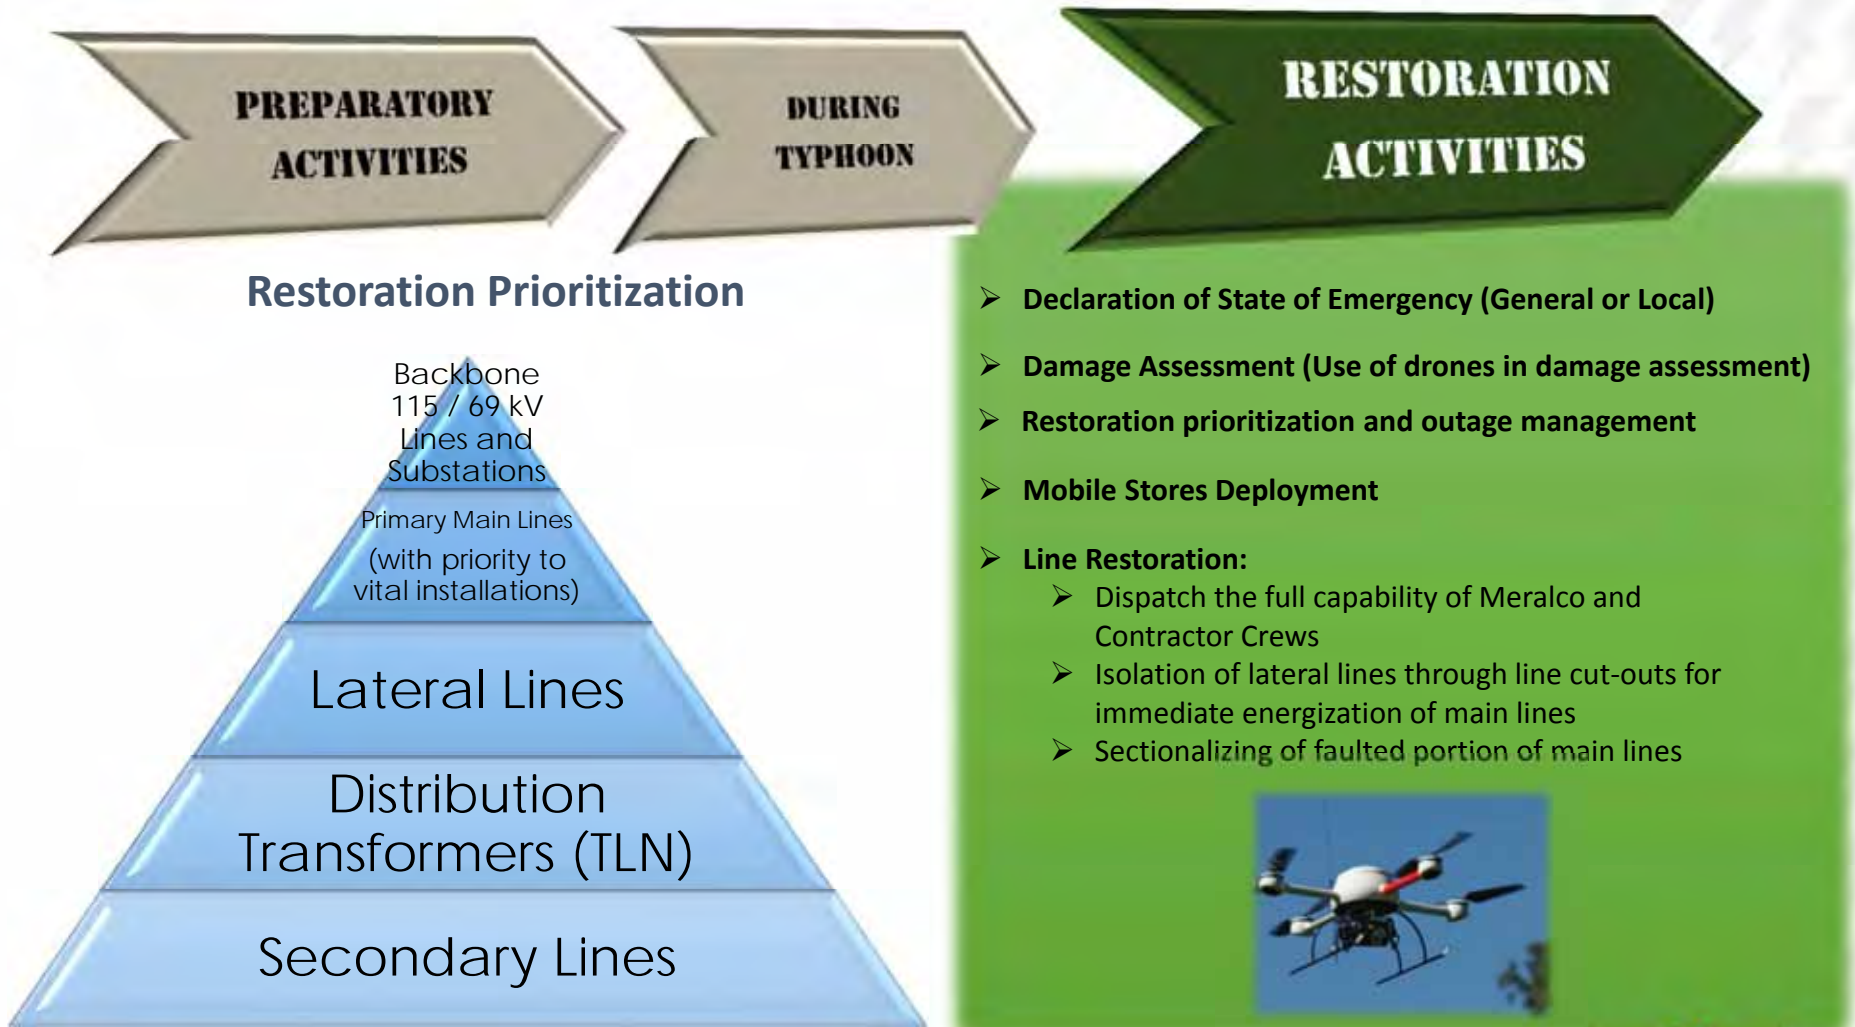 PREPARATORY
ACTIVITIES
DURING
TYPHOON
RESTORATION
ACTIVITIES
Restoration Prioritization
Backbone
115 / 69 kV
Lines and
Substations
Primary Main Lines
(with priority to
vital installations)
Lateral Lines
Distribution
Transformers (TLN)
Secondary Lines
➢ Declaration of State of Emergency (General or Local)
➢ Damage Assessment (Use of drones in damage assessment)
➢ Restoration prioritization and outage management
➢ Mobile Stores Deployment
➢ Line Restoration:
➢ Dispatch the full capability of Meralco and
Contractor Crews
➢ Isolation of lateral lines through line cut-outs for
immediate energization of main lines
➢ Sectionalizing of faulted portion of main lines